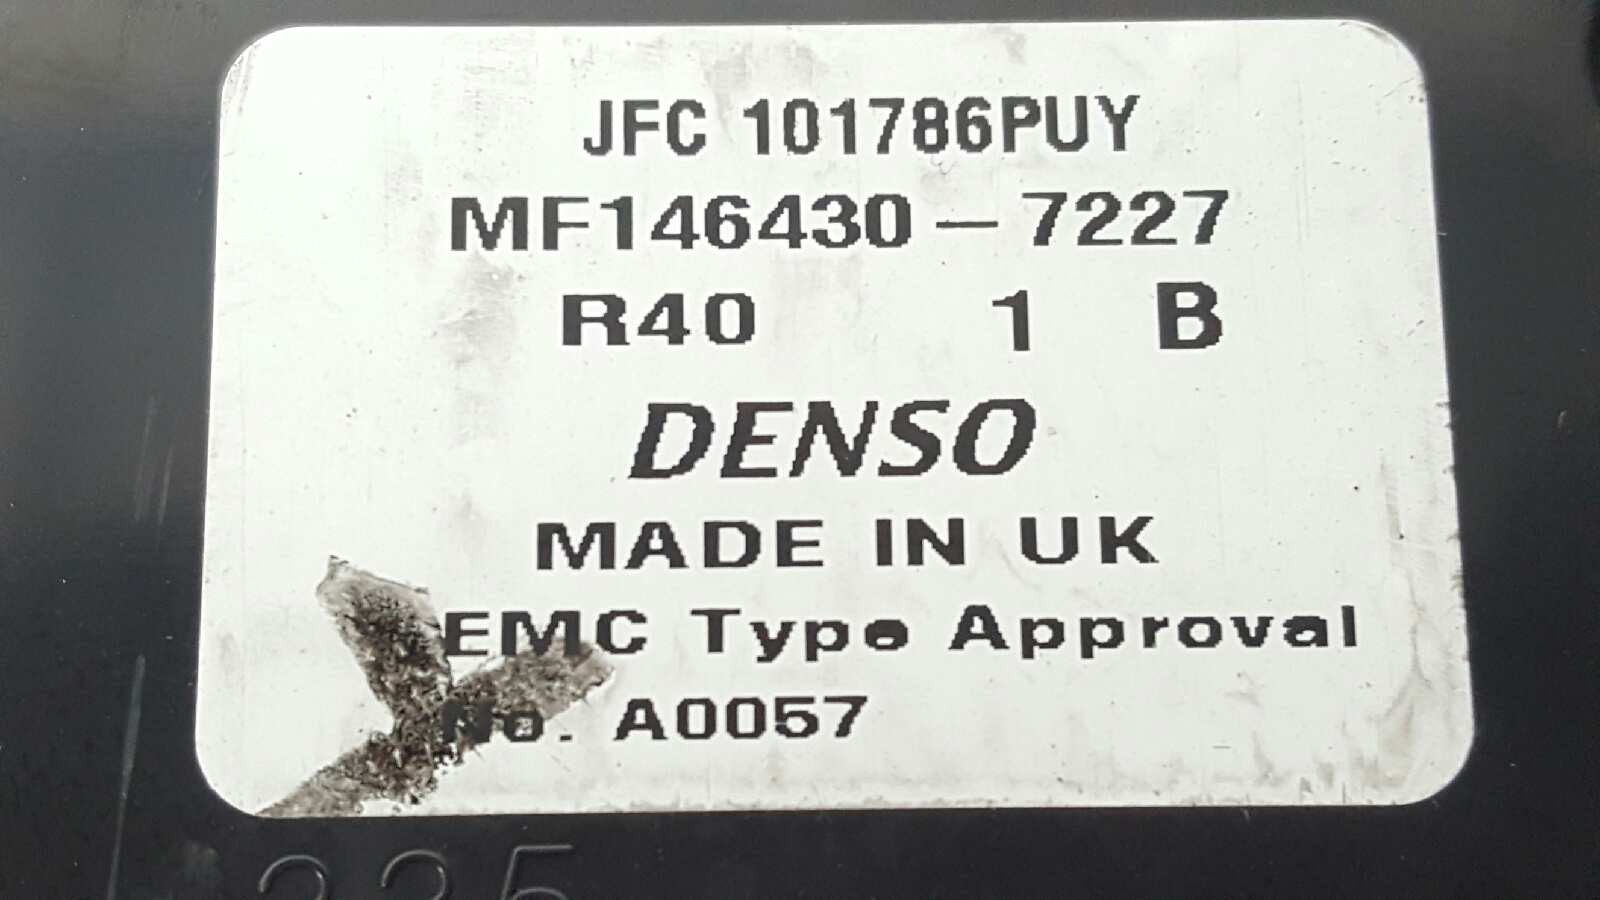 JFC 101786PUY
MF146430-7227
R40 1 B
DENSO
MADE IN UK
EMC Type Approval
No. A0057